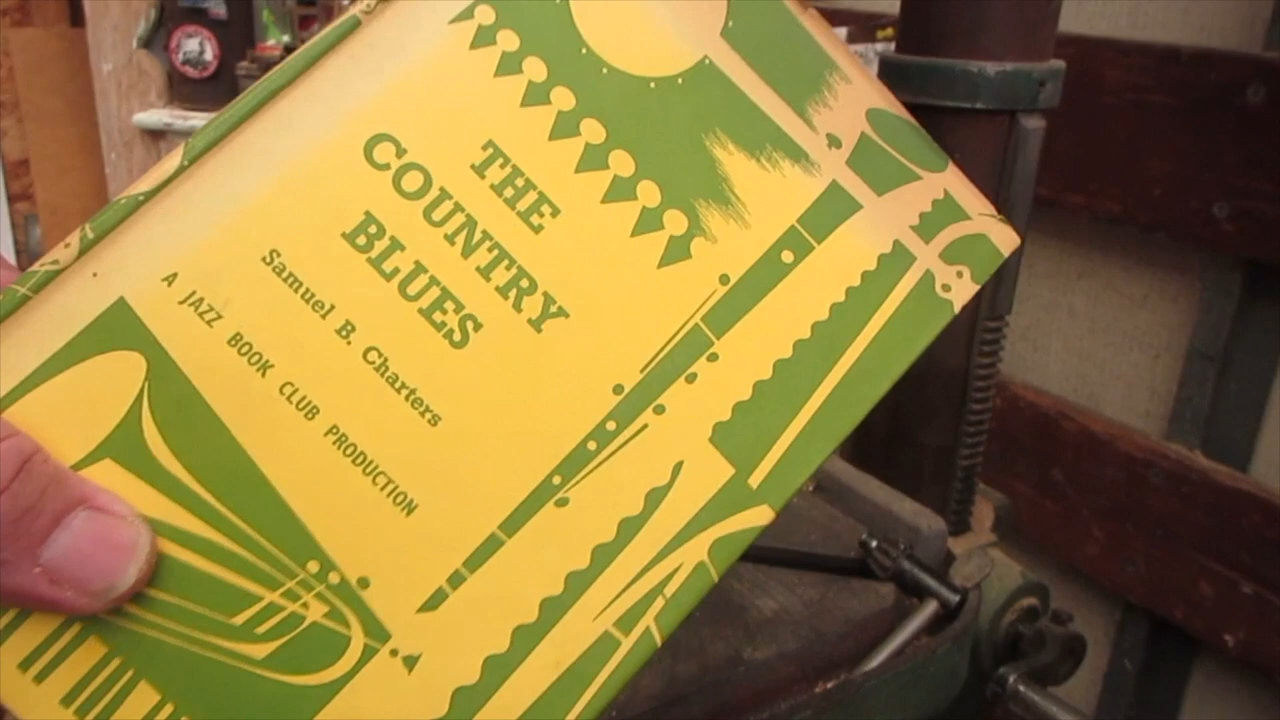 THE
COUNTRY
BLUES
Samuel B. Charters
A JAZZ BOOK CLUB PRODUCTION